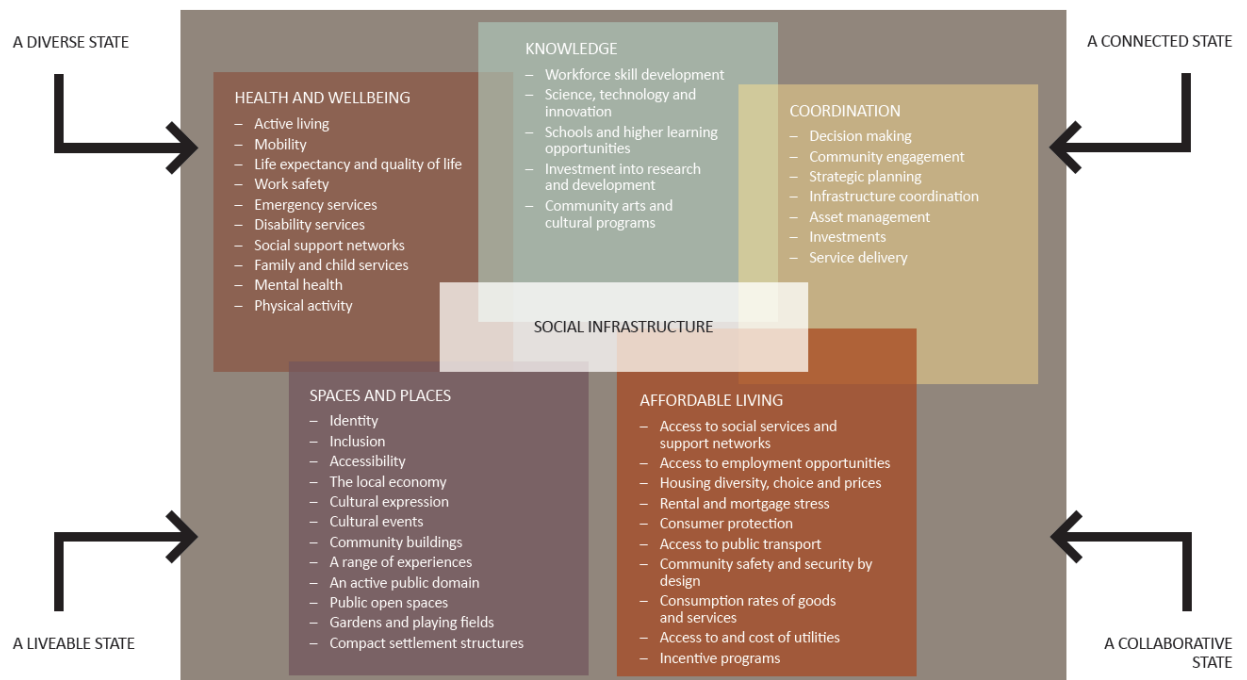 A DIVERSE STATE
A CONNECTED STATE
HEALTH AND WELLBEING
– Active living
– Mobility
– Life expectancy and quality of life
– Work safety
– Emergency services
– Disability services
– Social support networks
– Family and child services
– Mental health
– Physical activity
KNOWLEDGE
– Workforce skill development
– Science, technology and
innovation
– Schools and higher learning
opportunities
– Investment into research
and development
– Community arts and
cultural programs
COORDINATION
– Decision making
– Community engagement
– Strategic planning
– Infrastructure coordination
– Asset management
– Investments
– Service delivery
SOCIAL INFRASTRUCTURE
SPACES AND PLACES
– Identity
– Inclusion
– Accessibility
– The local economy
– Cultural expression
– Cultural events
– Community buildings
– A range of experiences
– An active public domain
– Public open spaces
– Gardens and playing fields
– Compact settlement structures
AFFORDABLE LIVING
– Access to social services and
support networks
– Access to employment opportunities
– Housing diversity, choice and prices
– Rental and mortgage stress
– Consumer protection
– Access to public transport
– Community safety and security by
design
– Consumption rates of goods
and services
– Access to and cost of utilities
– Incentive programs
A LIVEABLE STATE
A COLLABORATIVE
STATE